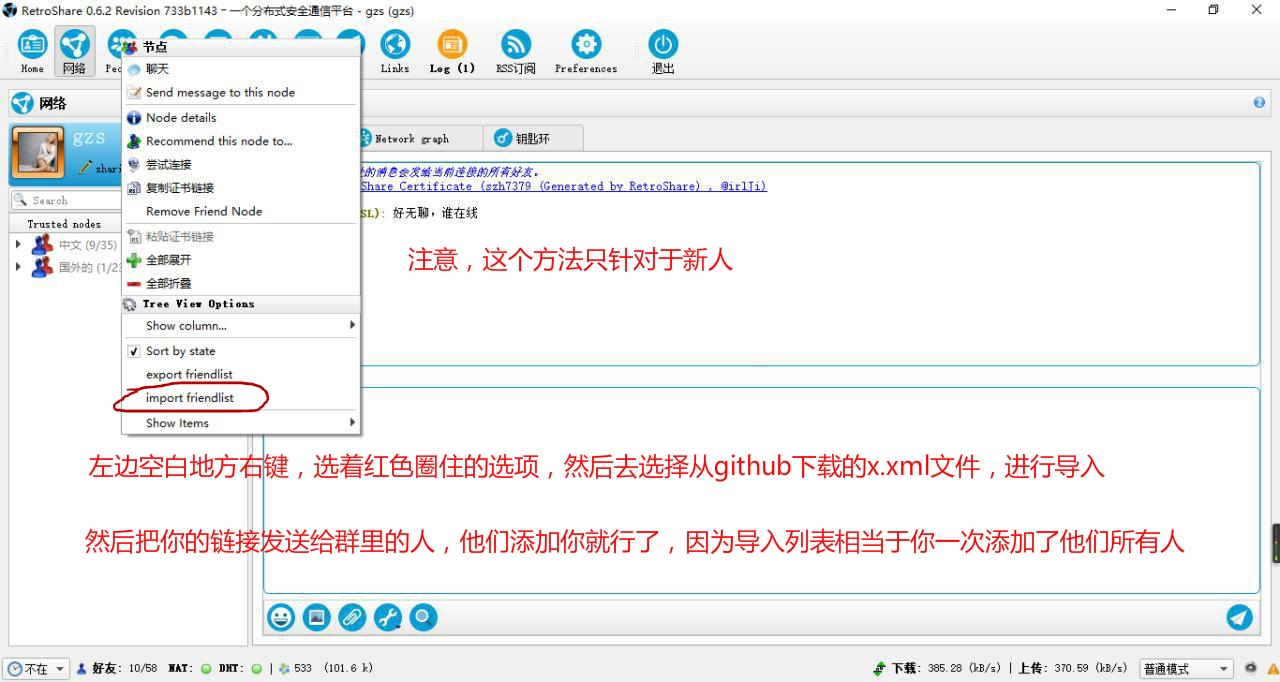 RetroShare 0.6.2 Revision 733b1143 - 一个分布式安全通信平台 - gzs (gzs)
Home 网络 Links Log (1) RSS订阅 Preferences 退出
网络
gzs
Search
Trusted nodes
中文 (9/35)
国外的 (1/23
节点
聊天
Send message to this node
Node details
Recommend this node to...
尝试连接
复制证书链接
Remove Friend Node
粘贴证书链接
全部展开
全部折叠
Tree View Options
Show column...
Sort by state
export friendlist
import friendlist
Show Items
Network graph 钥匙环
的消息会发给当前连接的所有好友。
Share Certificate (szh7379 (Generated by RetroShare) , @irlTi)
SL): 好无聊，谁在线
注意，这个方法只针对于新人
左边空白地方右键，选着红色圈住的选项，然后去选择从github下载的x.xml文件，进行导入
然后把你的链接发送给群里的人，他们添加你就行了，因为导入列表相当于你一次添加了他们所有人
不在 好友: 10/58 NAT: DHT: | 533 (101.6 k) 下载: 385.28 (kB/s) | 上传: 370.59 (kB/s) 普通模式